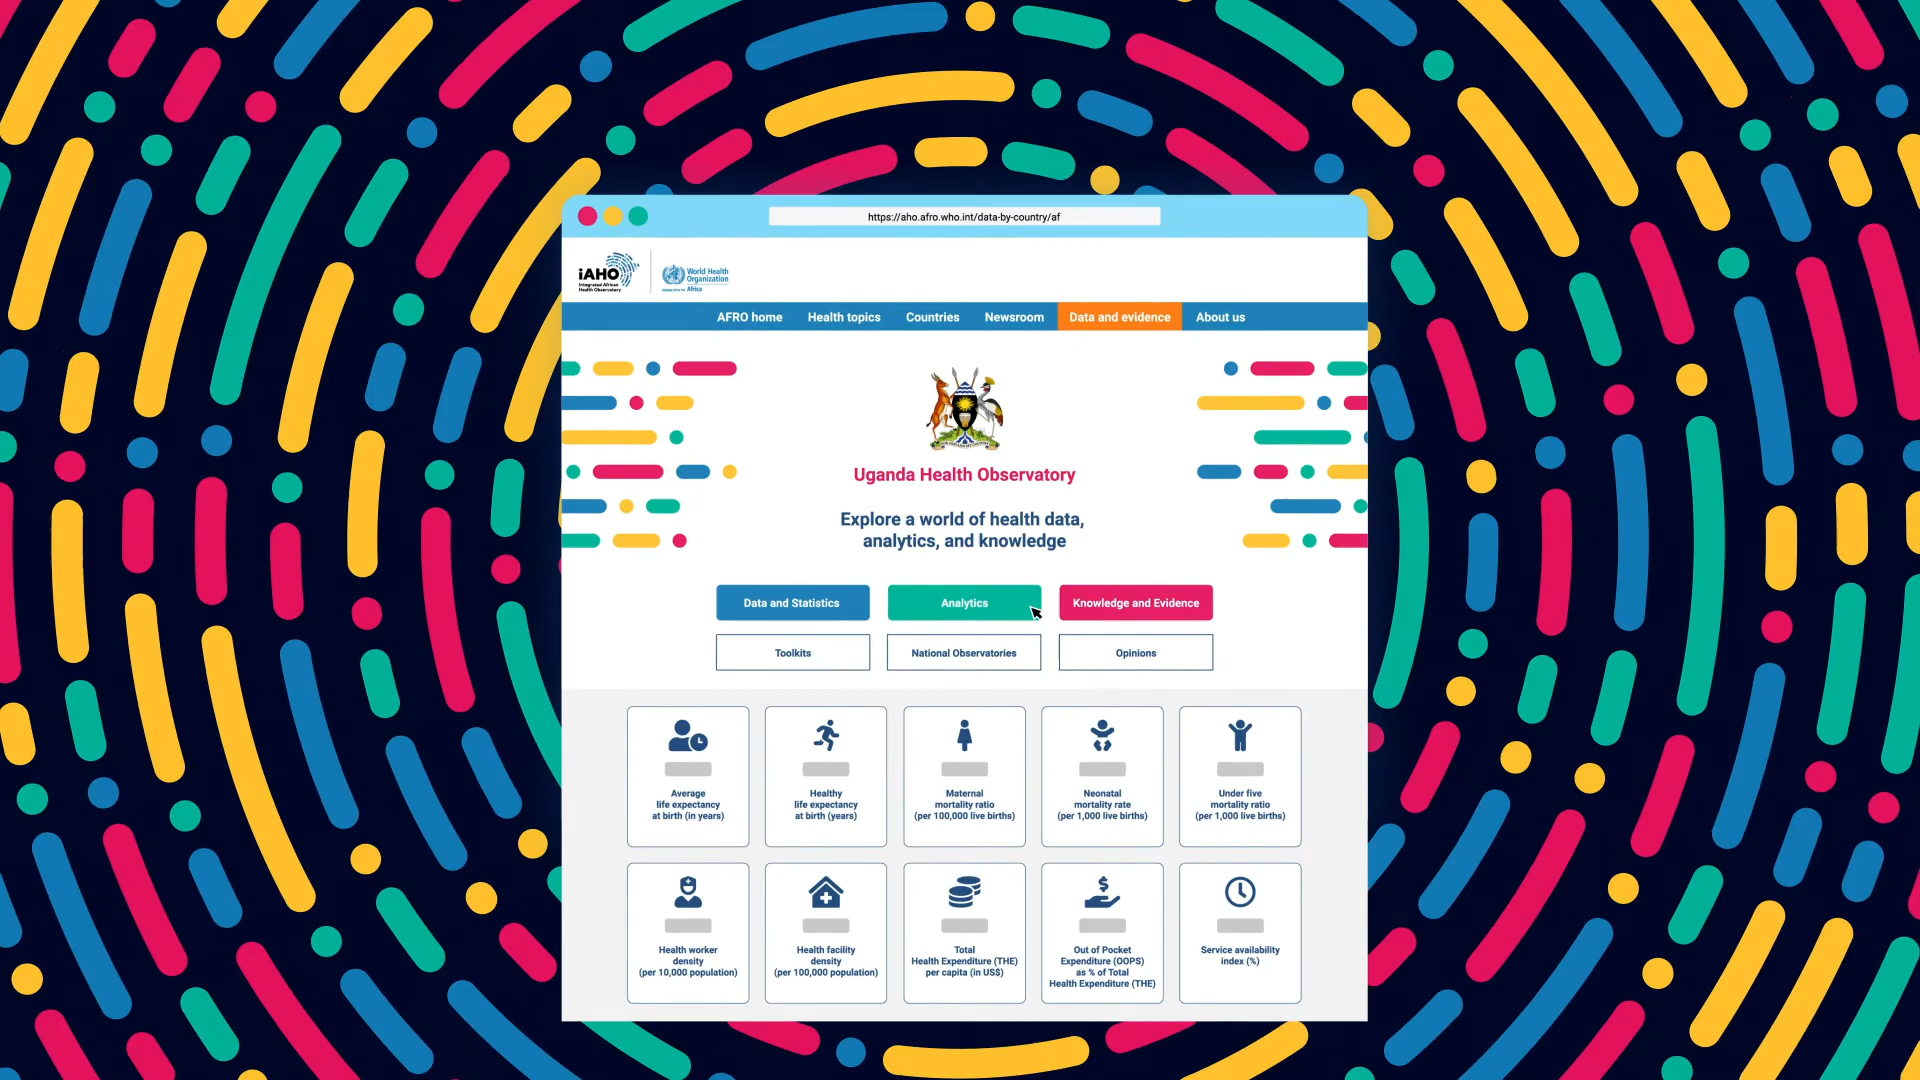 https://aho.afro.who.int/data-by-country/af
iAHO
Integrated African
Health Observatory
World Health
Organization
Africa
AFRO home
Health topics
Countries
Newsroom
Data and evidence
About us
Uganda Health Observatory
Explore a world of health data,
analytics, and knowledge
Data and Statistics
Analytics
Knowledge and Evidence
Toolkits
National Observatories
Opinions
Average
life expectancy
at birth (in years)
Healthy
life expectancy
at birth (years)
Maternal
mortality ratio
(per 100,000 live births)
Neonatal
mortality rate
(per 1,000 live births)
Under five
mortality ratio
(per 1,000 live births)
Health worker
density
(per 10,000 population)
Health facility
density
(per 100,000 population)
Total
Health Expenditure (THE)
per capita (in US$)
Out of Pocket
Expenditure (OOPS)
as % of Total
Health Expenditure (THE)
Service availability
index (%)